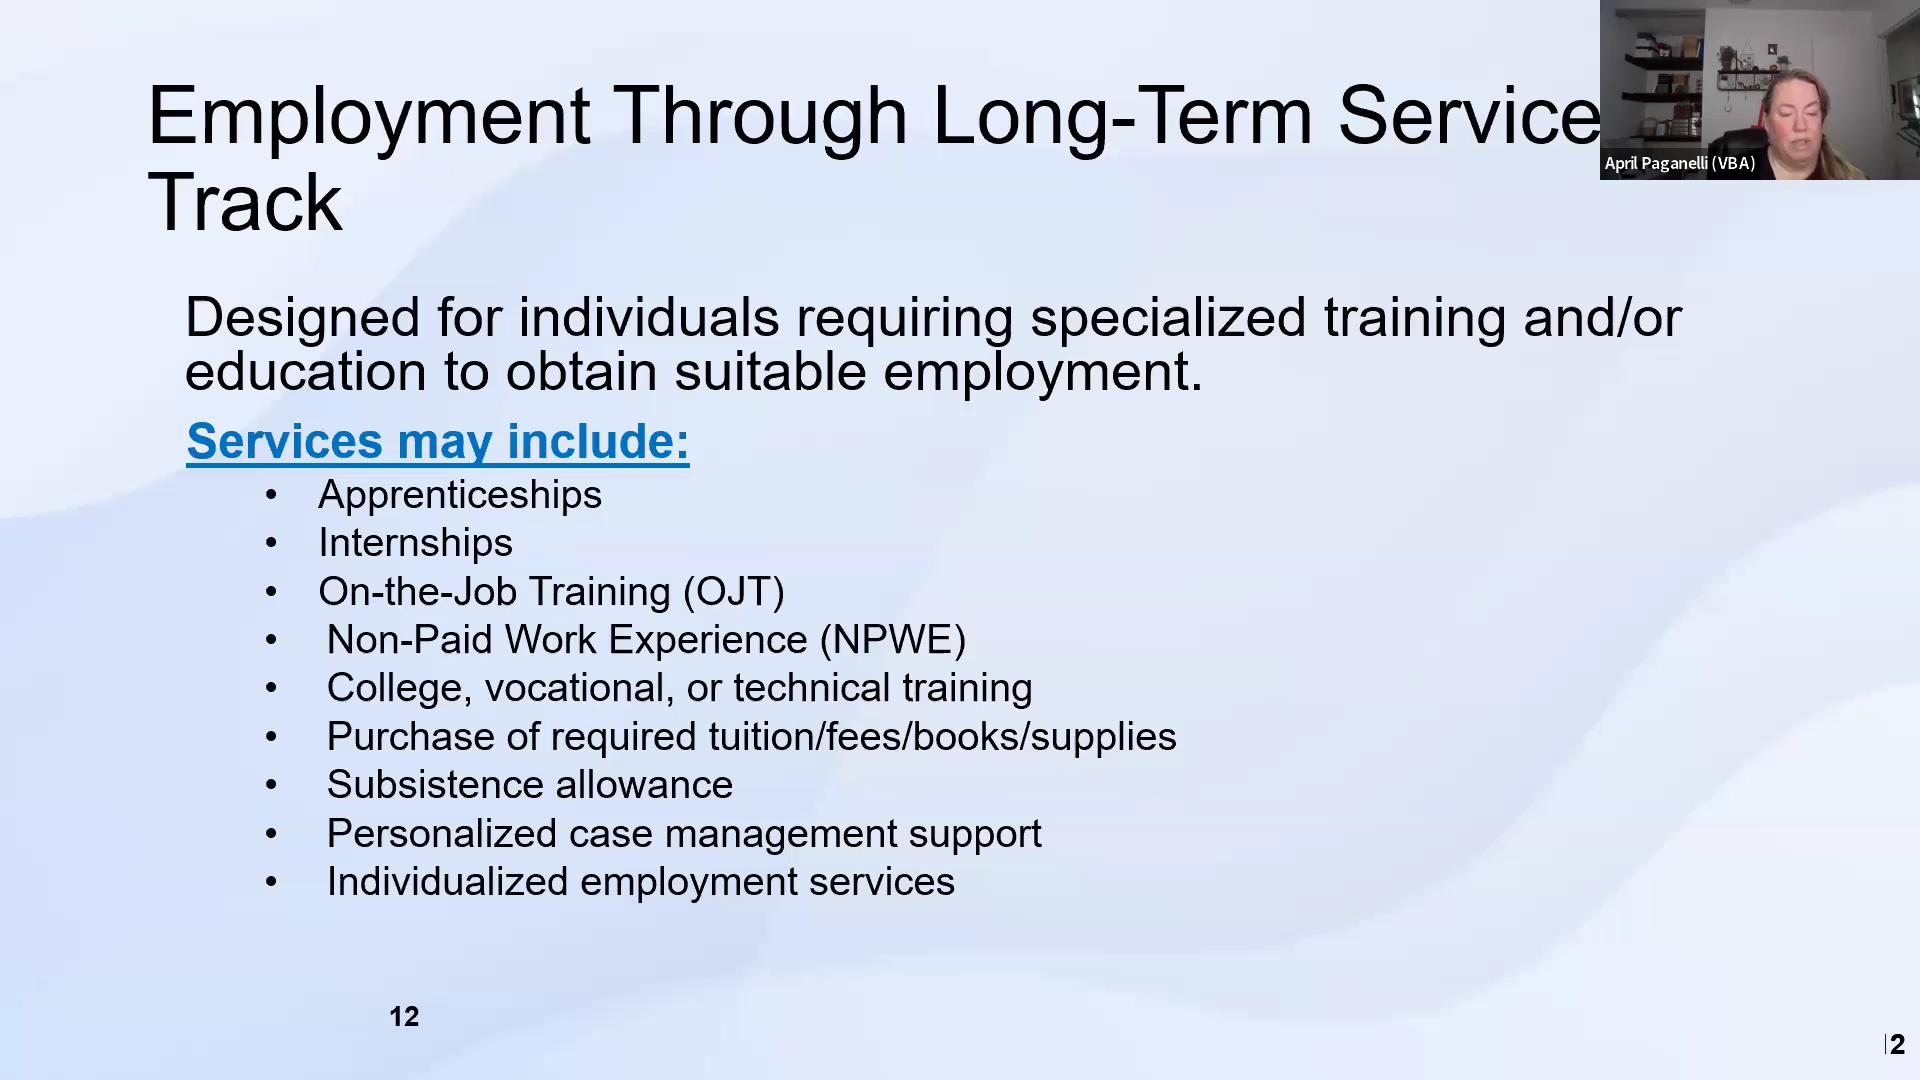 Employment Through Long-Term Service
Track
April Paganelli (VBA)
Designed for individuals requiring specialized training and/or
education to obtain suitable employment.
Services may include:
• Apprenticeships
• Internships
• On-the-Job Training (OJT)
• Non-Paid Work Experience (NPWE)
• College, vocational, or technical training
• Purchase of required tuition/fees/books/supplies
• Subsistence allowance
• Personalized case management support
• Individualized employment services
12
2